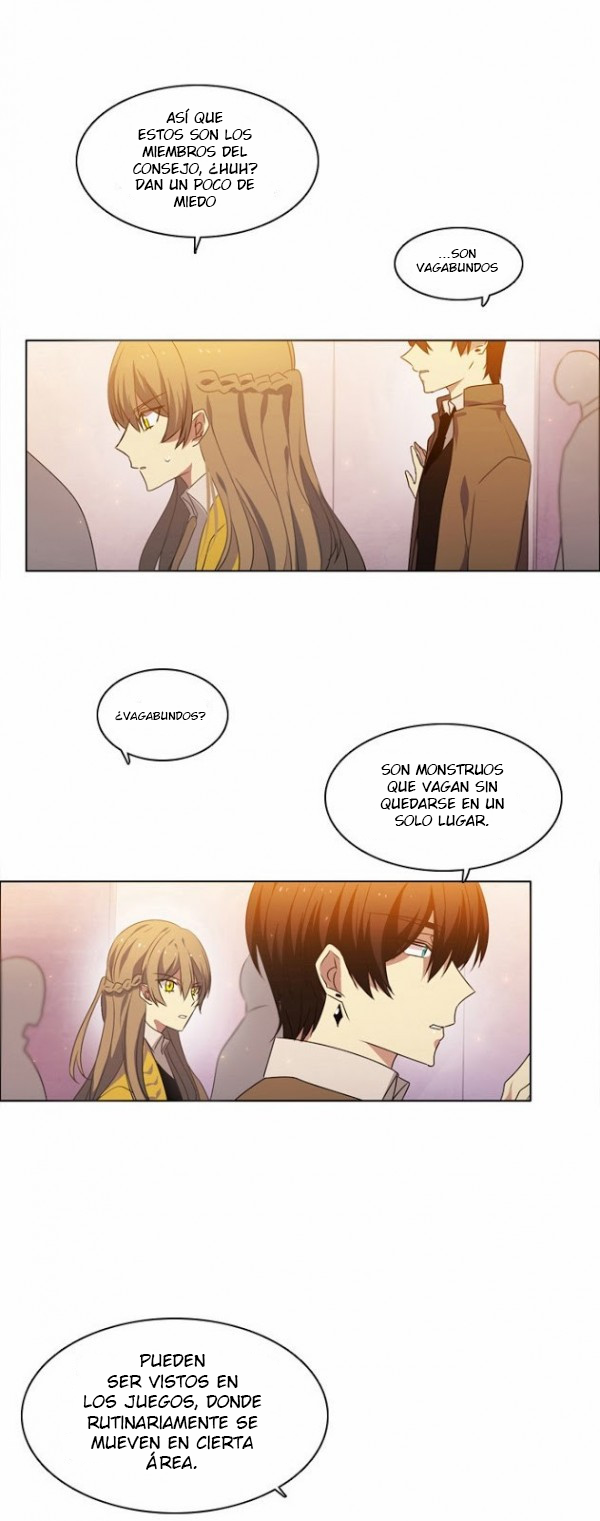 ASÍ QUE
ESTOS SON LOS
MIEMBROS DEL
CONSEJO, ¿HUH?
DAN UN POCO DE
MIEDO
...SON
VAGABUNDOS
¿VAGABUNDOS?
SON MONSTRUOS
QUE VAGAN SIN
QUEDARSE EN UN
SOLO LUGAR.
PUEDEN
SER VISTOS EN
LOS JUEGOS, DONDE
RUTINARIAMENTE SE
MUEVEN EN CIERTA
ÁREA.